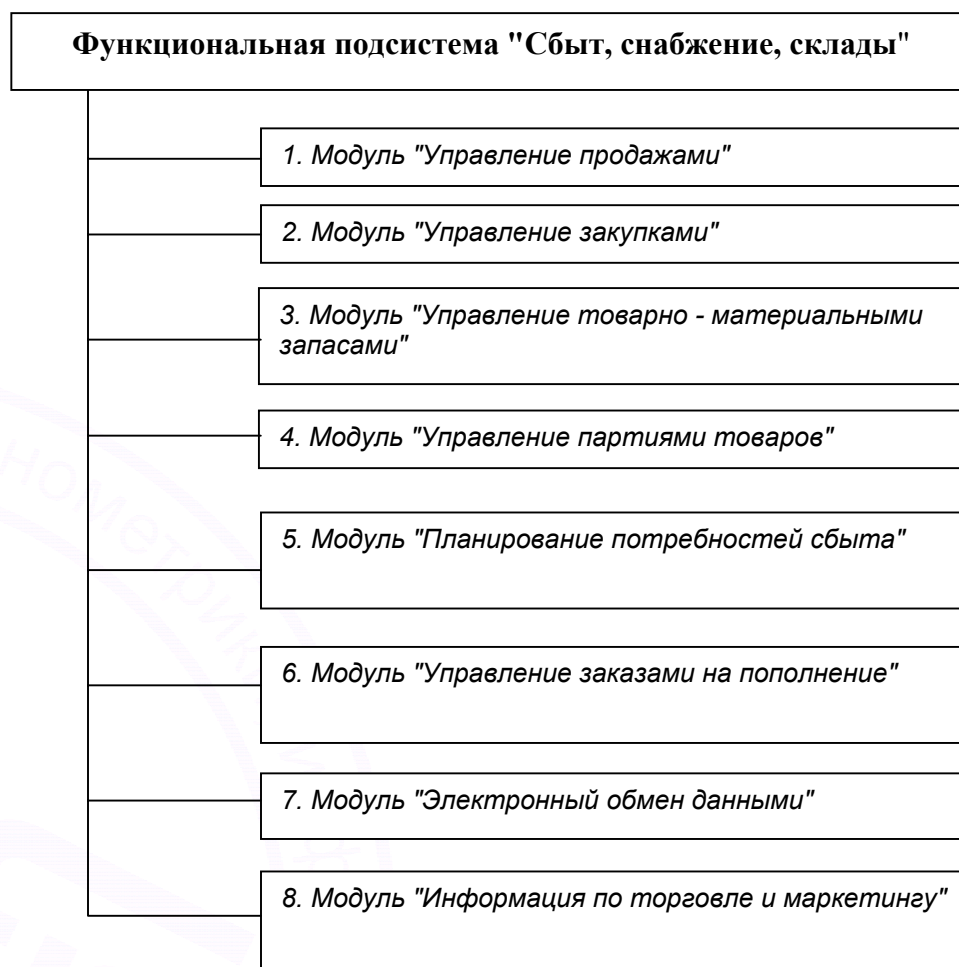 Функциональная подсистема "Сбыт, снабжение, склады"
1. Модуль "Управление продажами"
2. Модуль "Управление закупками"
3. Модуль "Управление товарно - материальными
запасами"
4. Модуль "Управление партиями товаров"
5. Модуль "Планирование потребностей сбыта"
6. Модуль "Управление заказами на пополнение"
7. Модуль "Электронный обмен данными"
8. Модуль "Информация по торговле и маркетингу"